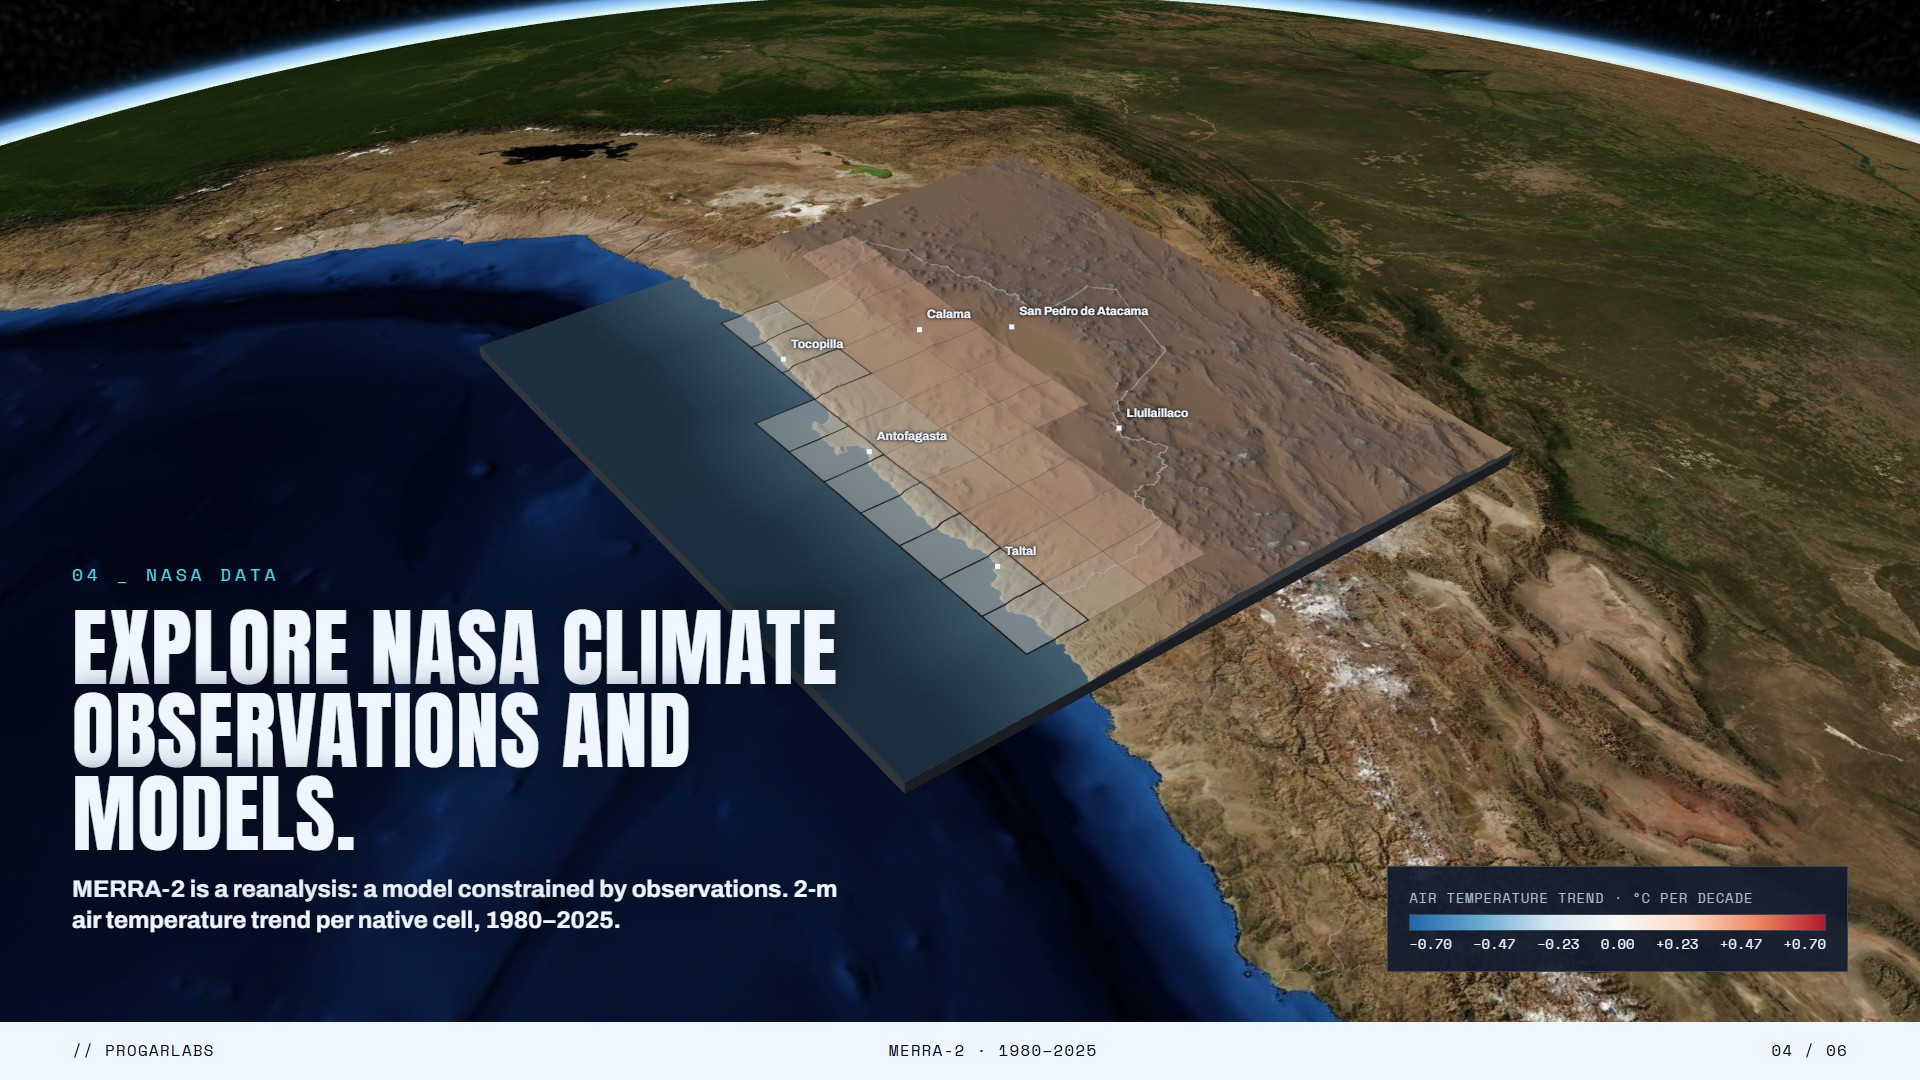 Calama
San Pedro de Atacama
Tocopilla
Llullaillaco
Antofagasta
Taltal
04 _ NASA DATA
EXPLORE NASA CLIMATE
OBSERVATIONS AND
MODELS.
MERRA-2 is a reanalysis: a model constrained by observations. 2-m
air temperature trend per native cell, 1980–2025.
AIR TEMPERATURE TREND · °C PER DECADE
−0.70 −0.47 −0.23 0.00 +0.23 +0.47 +0.70
// PROGARLABS
MERRA-2 · 1980–2025
04 / 06